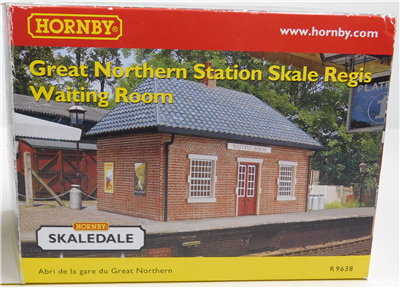 HORNBY®
www.hornby.com
Great Northern Station Skale Regis
Waiting Room
PLAT
WAITING ROOM
HORNBY
SKALEDALE
Abri de la gare du Great Northern
R9638